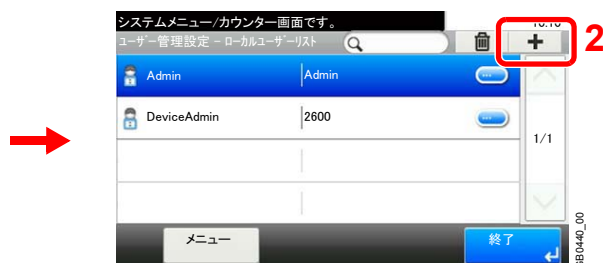 システムメニュー/カウンター画面です。
10:10
ユーザー管理設定 - ローカルユーザーリスト
+
2
Admin
Admin
DeviceAdmin
2600
1/1
メニュー
終了